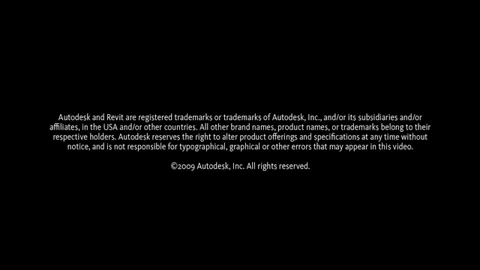 Autodesk and Revit are registered trademarks or trademarks of Autodesk, Inc., and/or its subsidiaries and/or
affiliates, in the USA and/or other countries. All other brand names, product names, or trademarks belong to their
respective holders. Autodesk reserves the right to alter product offerings and specifications at any time without
notice, and is not responsible for typographical, graphical or other errors that may appear in this video.
©2009 Autodesk, Inc. All rights reserved.